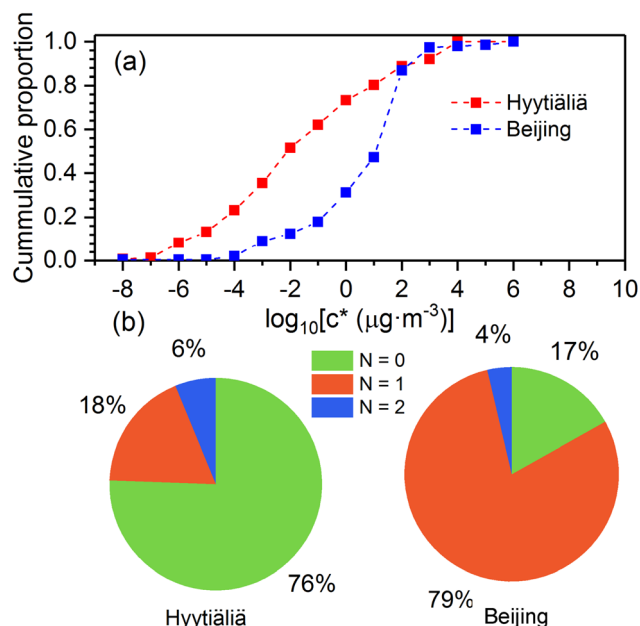 Cummulative proportion
1.0
0.8
0.6
0.4
0.2
0.0
(a)
Hyytiäliä
Beijing
-8 -6 -4 -2 0 2 4 6 8 10
log₁₀[c* (μg·m⁻³)]
(b)
N = 0
N = 1
N = 2
6%
18%
76%
Hyytiäliä
4%
17%
79%
Beijing